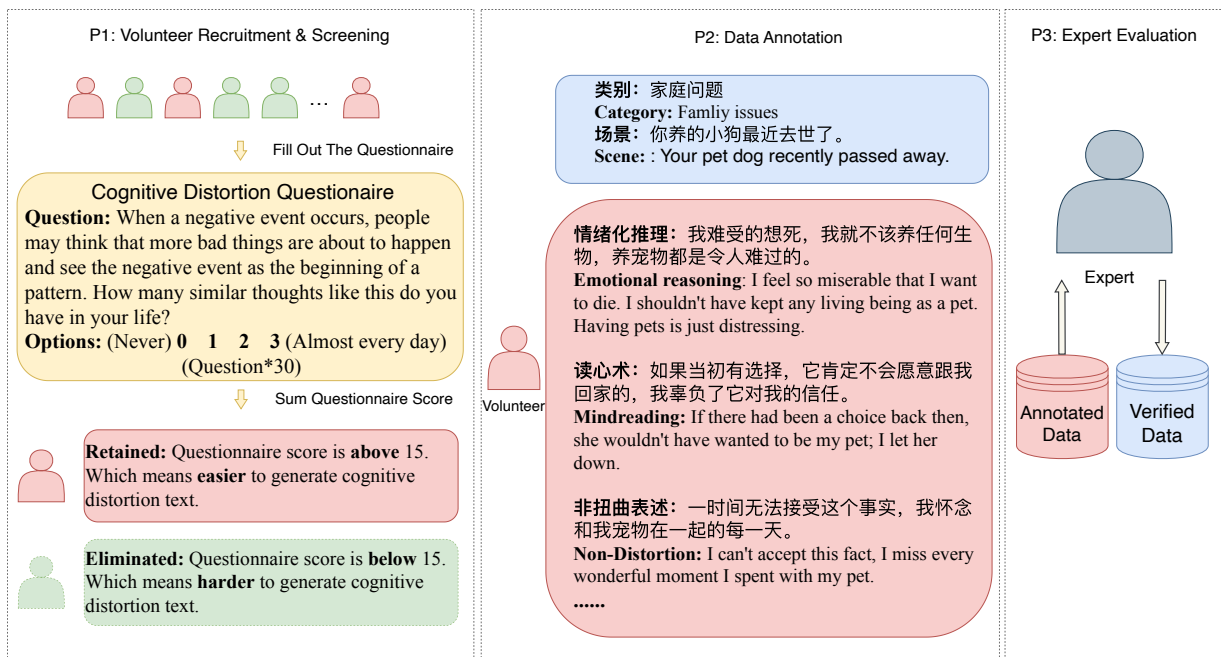 P1: Volunteer Recruitment & Screening
...
Fill Out The Questionnaire
Cognitive Distortion Questionaire
Question: When a negative event occurs, people
may think that more bad things are about to happen
and see the negative event as the beginning of a
pattern. How many similar thoughts like this do you
have in your life?
Options: (Never) 0 1 2 3 (Almost every day)
(Question*30)
Sum Questionnaire Score
Retained: Questionnaire score is above 15.
Which means easier to generate cognitive
distortion text.
Eliminated: Questionnaire score is below 15.
Which means harder to generate cognitive
distortion text.
P2: Data Annotation
类别：家庭问题
Category: Famliy issues
场景：你养的小狗最近去世了。
Scene: : Your pet dog recently passed away.
Volunteer
情绪化推理：我难受的想死，我就不该养任何生
物，养宠物都是令人难过的。
Emotional reasoning: I feel so miserable that I want
to die. I shouldn't have kept any living being as a pet.
Having pets is just distressing.
读心术：如果当初有选择，它肯定不会愿意跟我
回家的，我辜负了它对我的信任。
Mindreading: If there had been a choice back then,
she wouldn't have wanted to be my pet; I let her
down.
非扭曲表述：一时间无法接受这个事实，我怀念
和我宠物在一起的每一天。
Non-Distortion: I can't accept this fact, I miss every
wonderful moment I spent with my pet.
......
P3: Expert Evaluation
Expert
Annotated
Data
Verified
Data